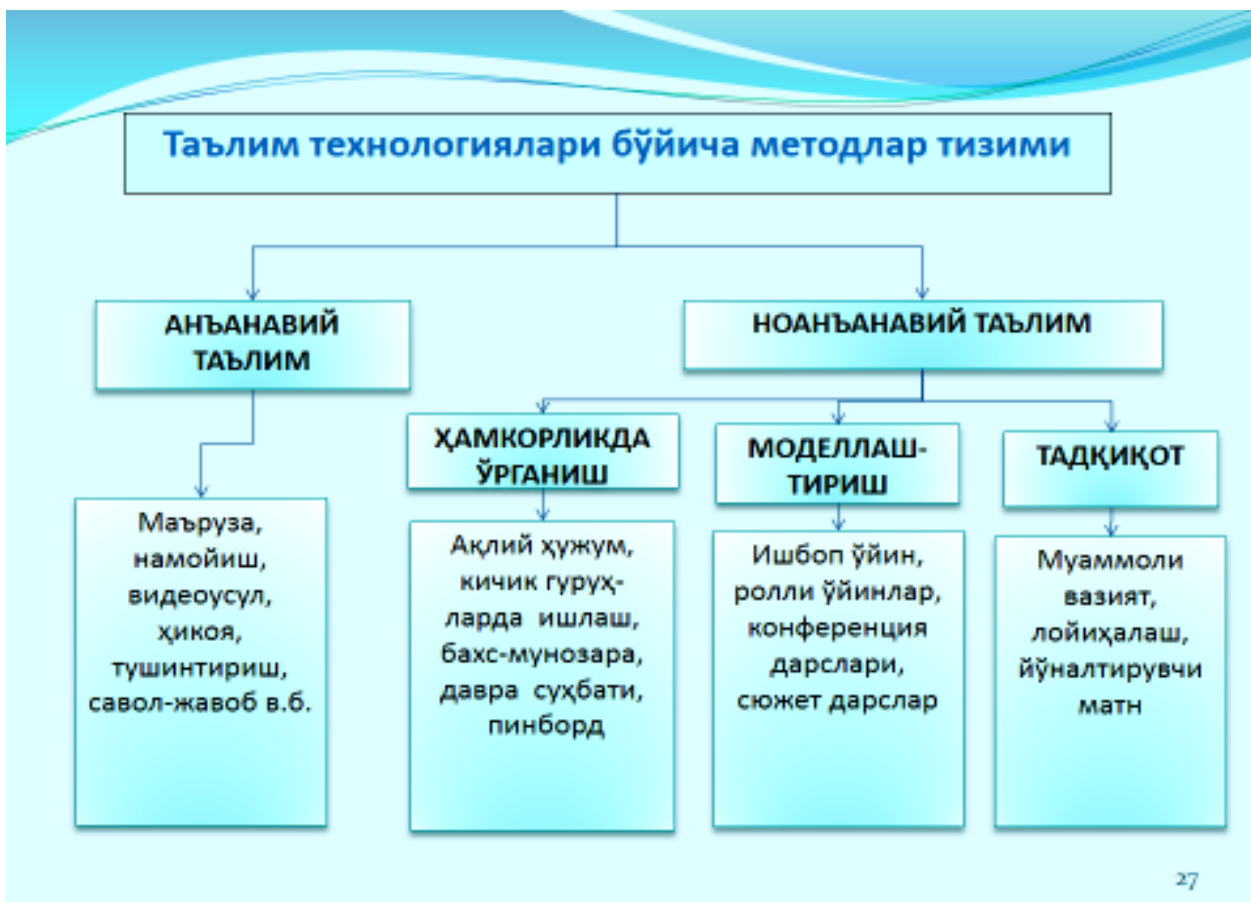 Таълим технологиялари бўйича методлар тизими
АНЪАНАВИЙ
ТАЪЛИМ
НОАНЪАНАВИЙ ТАЪЛИМ
ҲАМКОРЛИКДА
ЎРГАНИШ
МОДЕЛЛАШ-
ТИРИШ
ТАДҚИҚОТ
Маъруза,
намойиш,
видеоусул,
ҳикоя,
тушинтириш,
савол-жавоб в.б.
Ақлий ҳужум,
кичик гуруҳ-
ларда ишлаш,
бахс-мунозара,
давра суҳбати,
пинборд
Ишбоп ўйин,
ролли ўйинлар,
конференция
дарслари,
сюжет дарслар
Муаммоли
вазият,
лойиҳалаш,
йўналтирувчи
матн
27